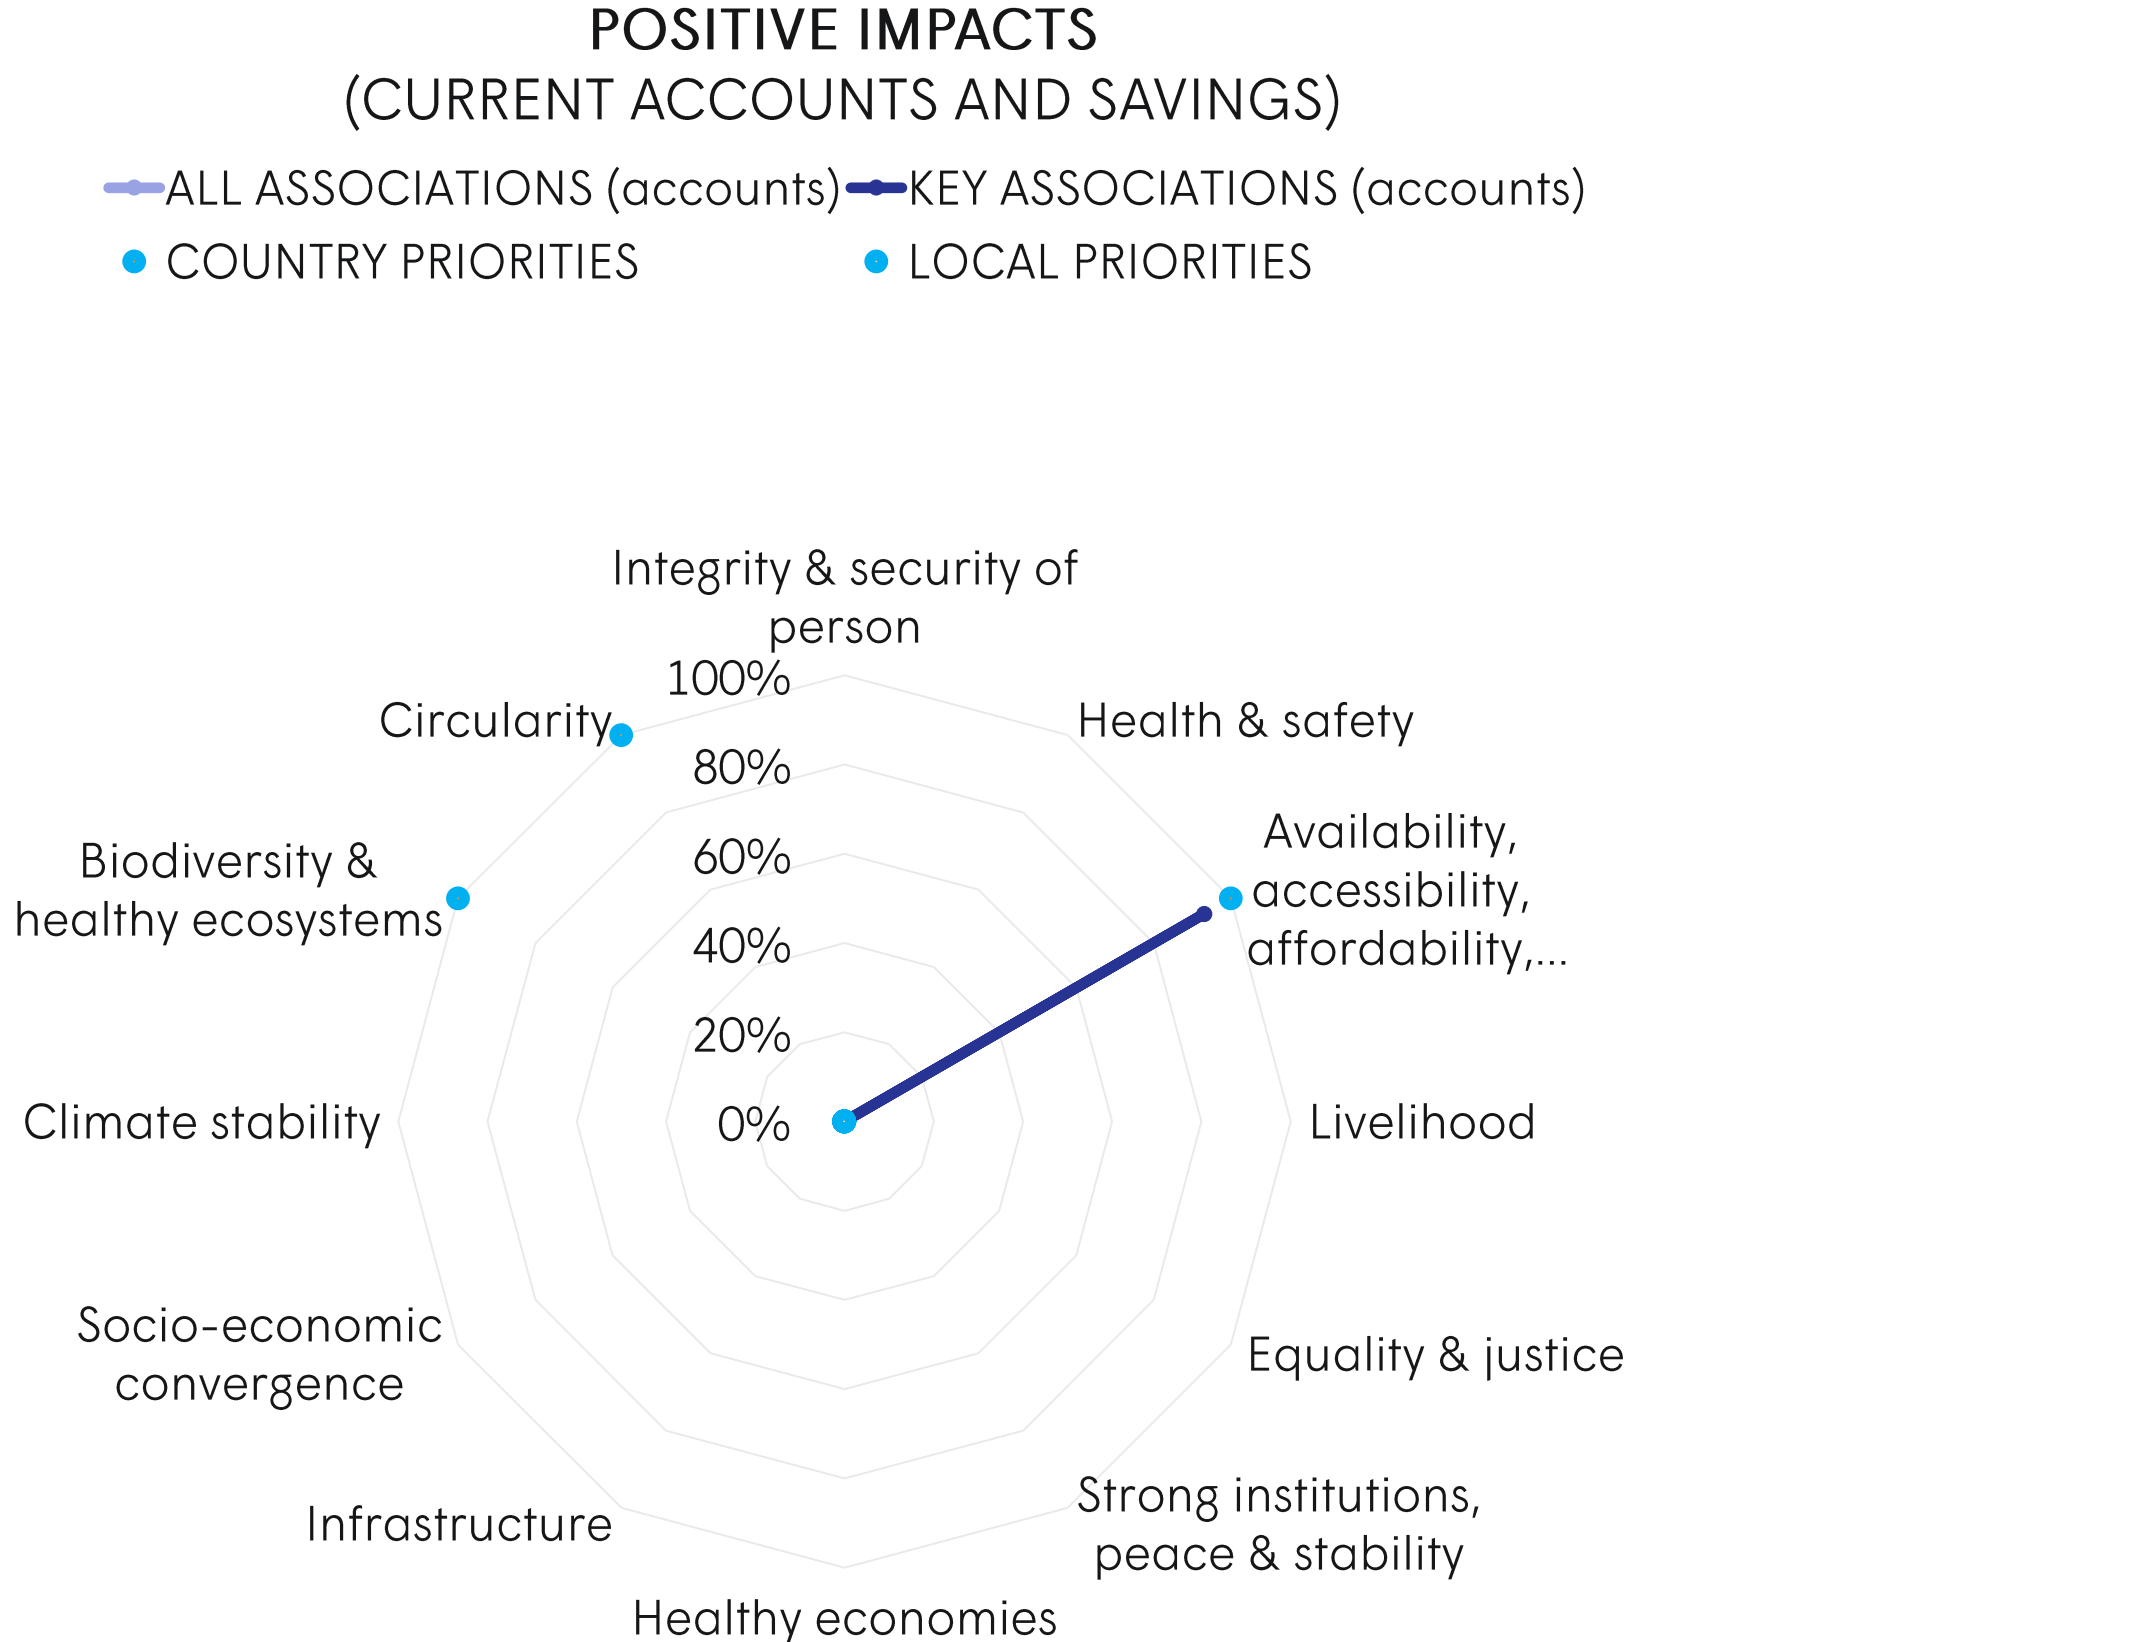 POSITIVE IMPACTS
(CURRENT ACCOUNTS AND SAVINGS)
ALL ASSOCIATIONS (accounts) KEY ASSOCIATIONS (accounts)
COUNTRY PRIORITIES LOCAL PRIORITIES
Integrity & security of
person
100%
Circularity
Health & safety
80%
Availability,
accessibility,
affordability,...
60%
Biodiversity &
healthy ecosystems
40%
20%
0%
Climate stability
Livelihood
Socio-economic
convergence
Equality & justice
Strong institutions,
peace & stability
Infrastructure
Healthy economies